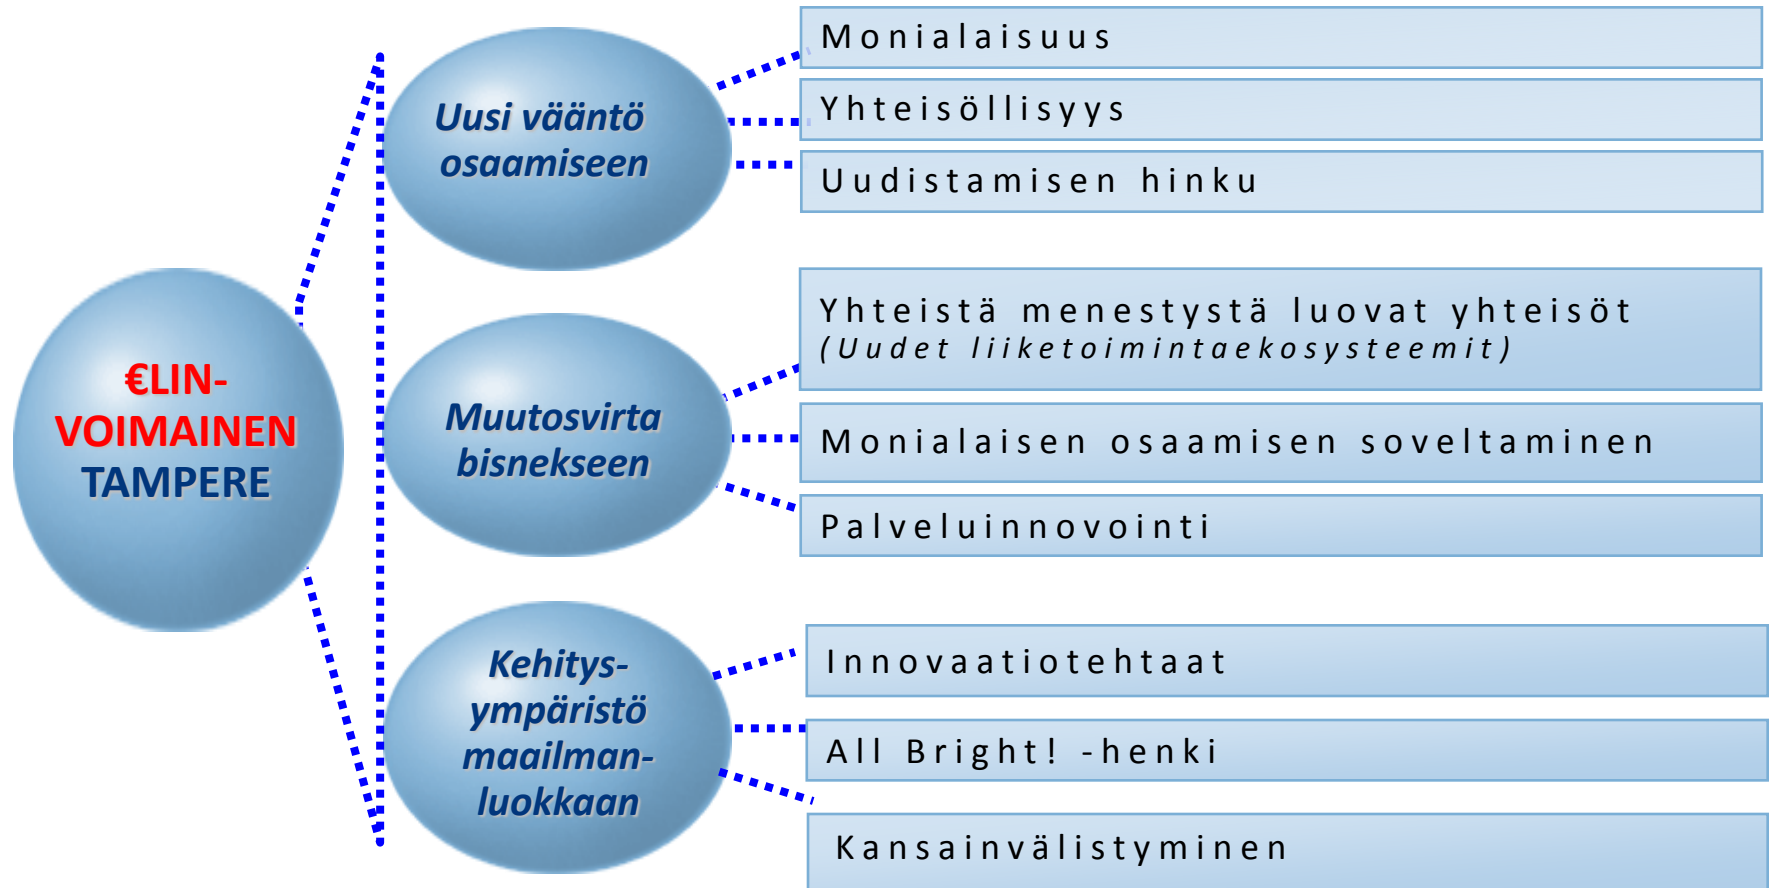 €LIN-
VOIMAINEN
TAMPERE
Uusi vääntö
osaamiseen
Monialaisuus
Yhteisöllisyys
Uudistamisen hinku
Muutosvirta
bisnekseen
Yhteistä menestystä luovat yhteisöt
(Uudet liiketoimintaekosysteemit)
Monialaisen osaamisen soveltaminen
Palveluinnovointi
Kehitys-
ympäristö
maailman-
luokkaan
Innovaatiotehtaat
All Bright! -henki
Kansainvälistyminen